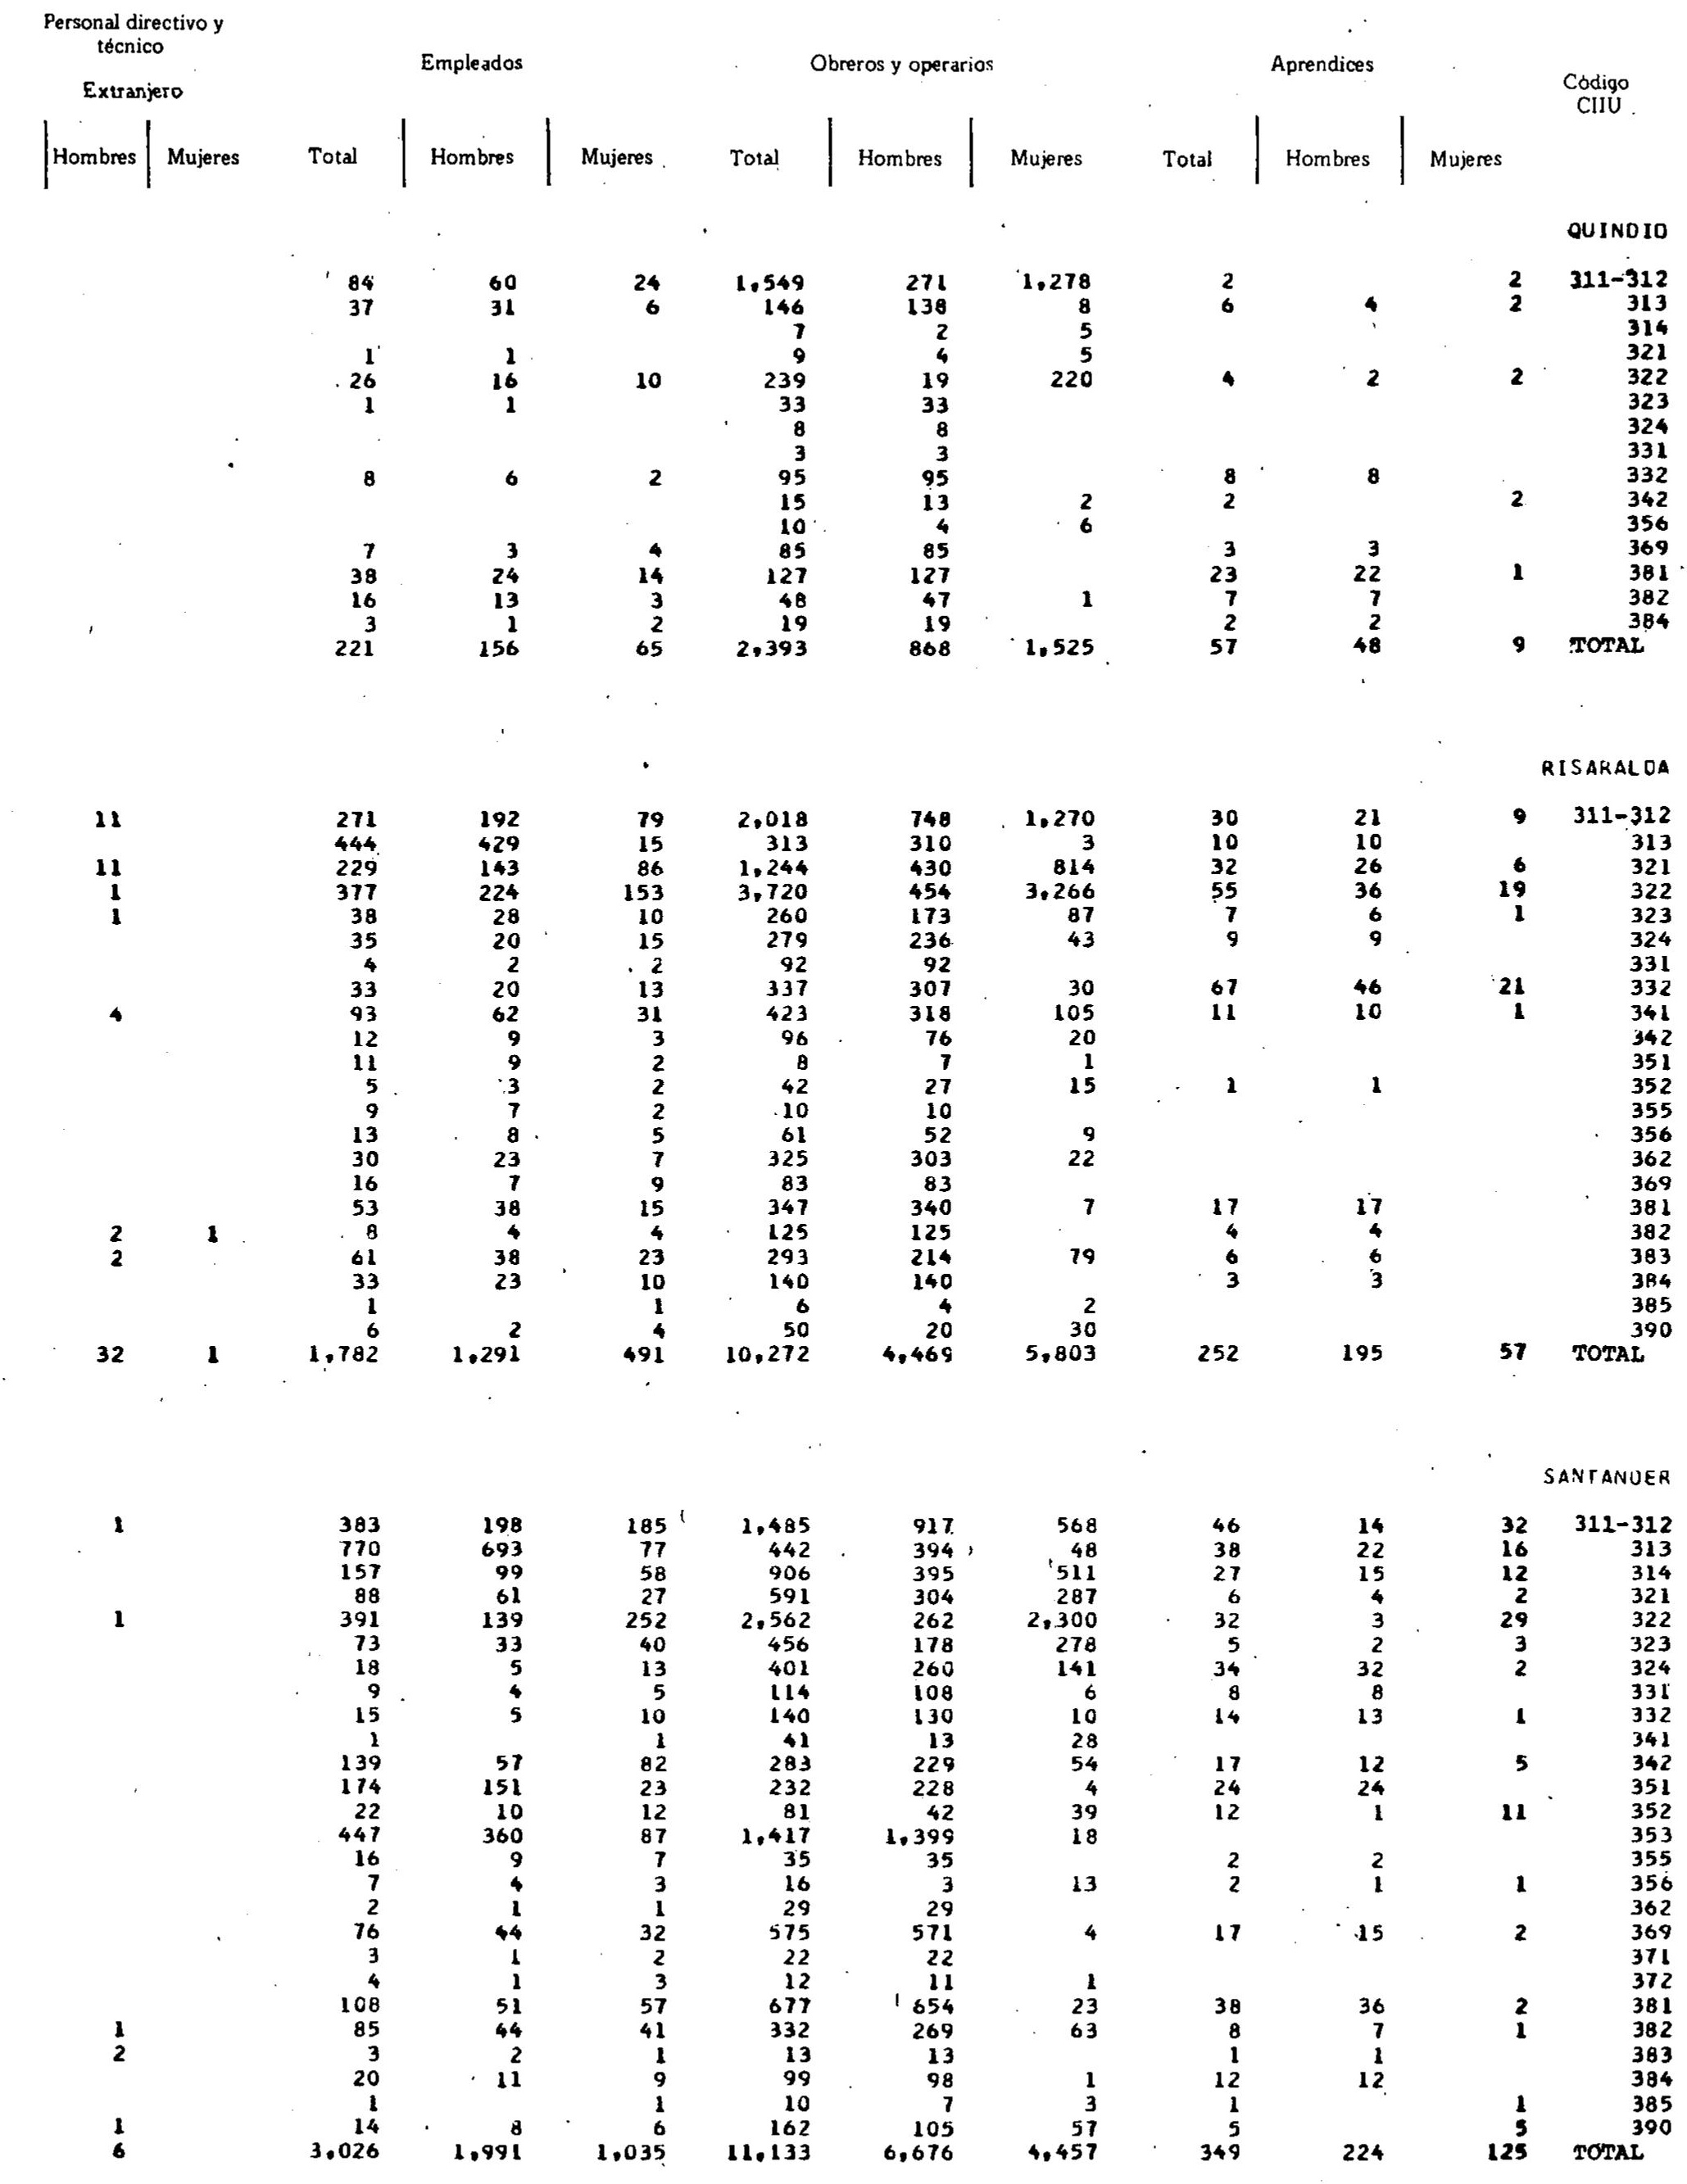 Personal directivo y
técnico
Empleados Obreros y operarios Aprendices
Extranjero Código
CIIU
Hombres Mujeres Total Hombres Mujeres Total Hombres Mujeres Total Hombres Mujeres
QUINDIO
84 60 24 1,549 271 1,278 2 2 311-312
37 31 6 146 138 8 6 4 2 313
7 2 5 314
1 1 9 4 5 321
26 16 10 239 19 220 4 2 2 322
1 1 33 33 323
8 8 324
3 3 331
8 6 2 95 95 8 8 332
15 13 2 2 2 342
10 4 6 356
7 3 4 85 85 3 3 369
38 24 14 127 127 23 22 1 381
16 13 3 48 47 1 7 7 382
3 1 2 19 19 2 2 384
221 156 65 2,393 868 1,525 57 48 9 TOTAL
RISARALDA
11 271 192 79 2,018 748 1,270 30 21 9 311-312
444 429 15 313 310 3 10 10 313
11 229 143 86 1,244 430 814 32 26 6 321
1 377 224 153 3,720 454 3,266 55 36 19 322
1 38 28 10 260 173 87 7 6 1 323
35 20 15 279 236 43 9 9 324
4 2 2 92 92 331
33 20 13 337 307 30 67 46 21 332
4 93 62 31 423 318 105 11 10 1 341
12 9 3 96 76 20 342
11 9 2 8 7 1 351
5 3 2 42 27 15 1 1 352
9 7 2 10 10 355
13 8 5 61 52 9 356
30 23 7 325 303 22 362
16 7 9 83 83 369
53 38 15 347 340 7 17 17 381
2 1 8 4 4 125 125 4 4 382
2 61 38 23 293 214 79 6 6 383
33 23 10 140 140 3 3 384
1 1 6 4 2 385
6 2 4 50 20 30 390
32 1 1,782 1,291 491 10,272 4,469 5,803 252 195 57 TOTAL
SANTANDER
1 383 198 185 1,485 917 568 46 14 32 311-312
770 693 77 442 394 48 38 22 16 313
157 99 58 906 395 511 27 15 12 314
88 61 27 591 304 287 6 4 2 321
1 391 139 252 2,562 262 2,300 32 3 29 322
73 33 40 456 178 278 5 2 3 323
18 5 13 401 260 141 34 32 2 324
9 4 5 114 108 6 8 8 331
15 5 10 140 130 10 14 13 1 332
1 1 41 13 28 341
139 57 82 283 229 54 17 12 5 342
174 151 23 232 228 4 24 24 351
22 10 12 81 42 39 12 1 11 352
447 360 87 1,417 1,399 18 353
16 9 7 35 35 2 2 355
7 4 3 16 3 13 2 1 1 356
2 1 1 29 29 362
76 44 32 575 571 4 17 15 2 369
3 1 2 22 22 371
4 1 3 12 11 1 372
108 51 57 677 654 23 38 36 2 381
1 85 44 41 332 269 63 8 7 1 382
2 3 2 1 13 13 1 1 383
20 11 9 99 98 1 12 12 384
1 1 10 7 3 1 1 385
1 14 8 6 162 105 57 5 5 390
6 3,026 1,991 1,035 11,133 6,676 4,457 349 224 125 TOTAL